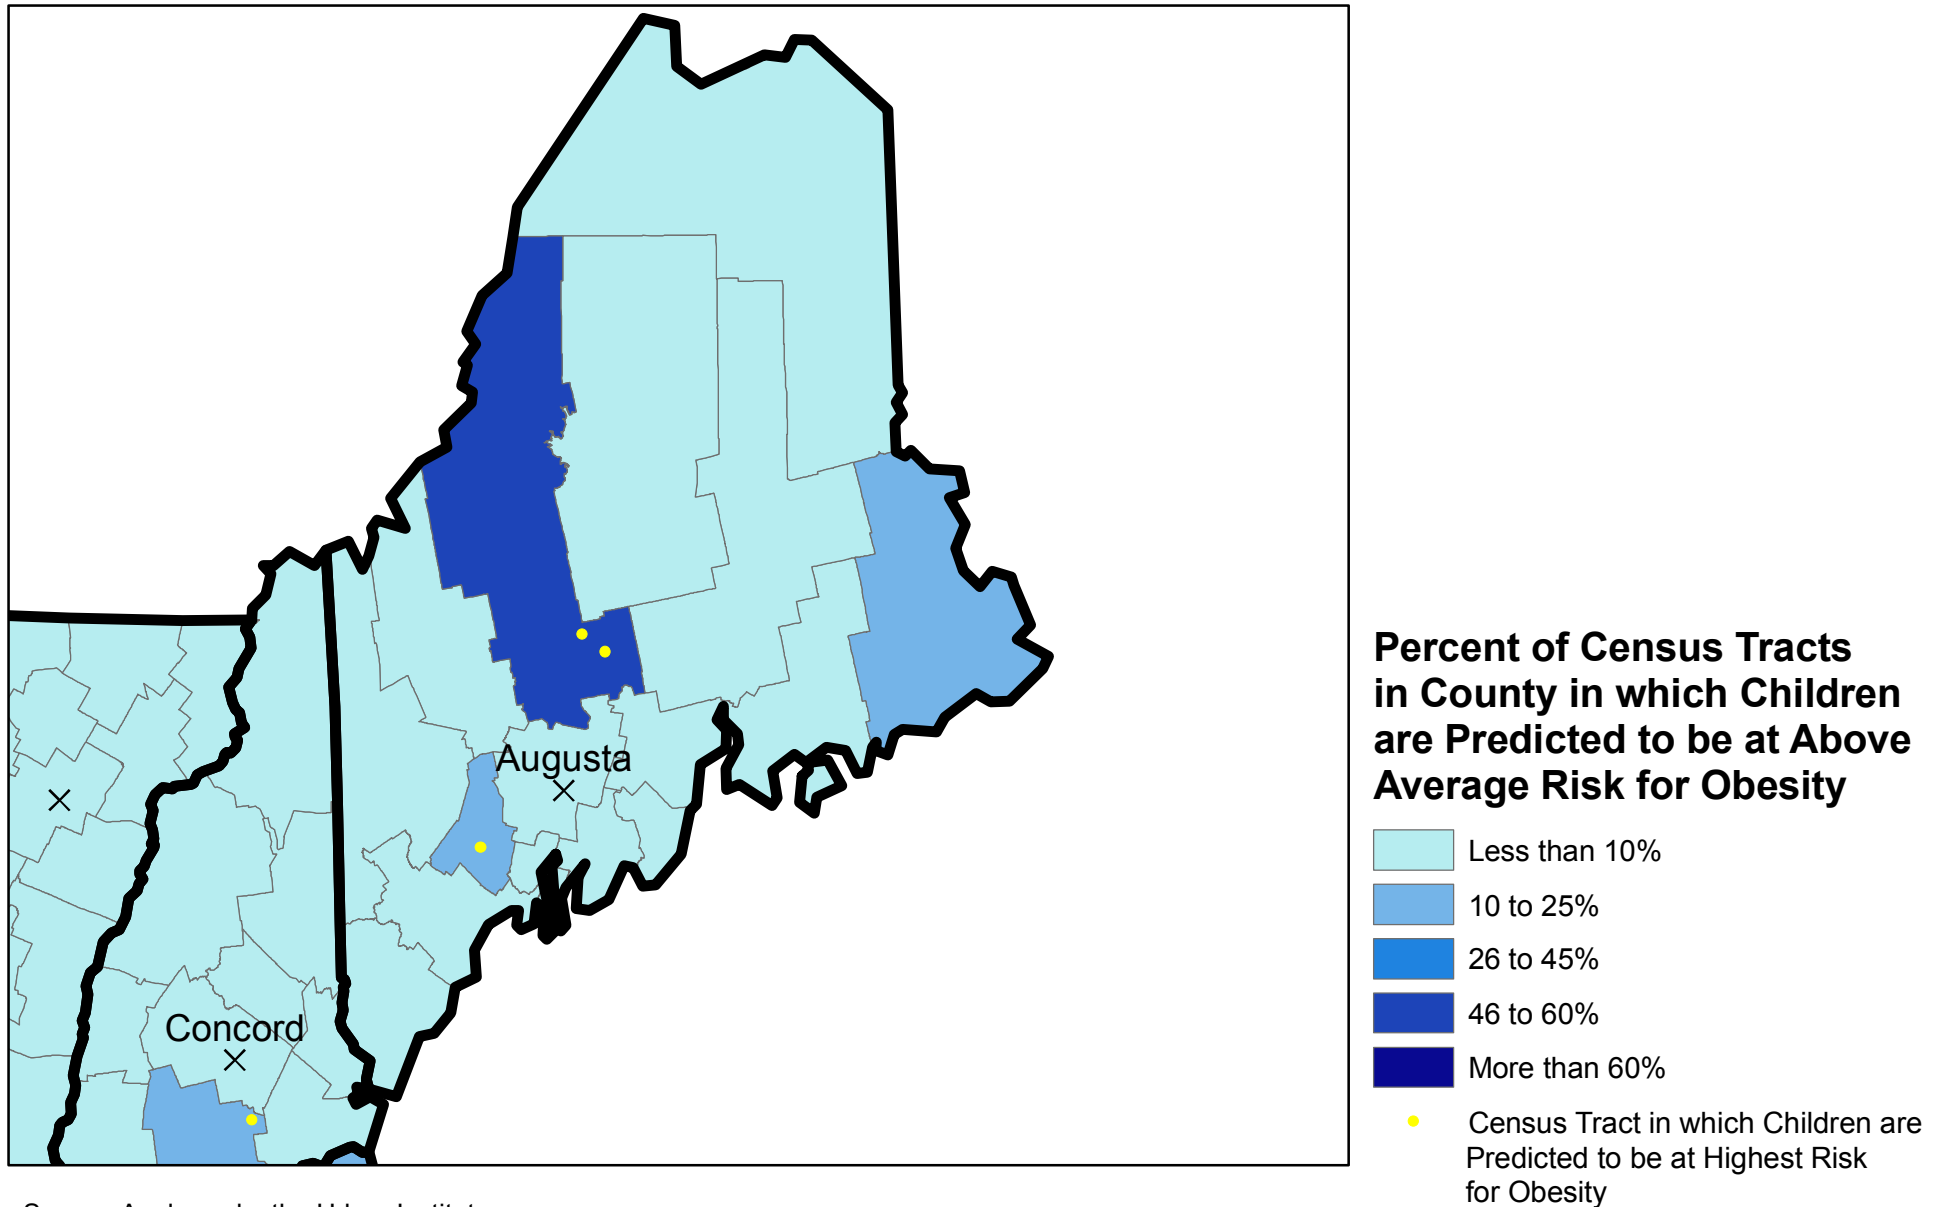 Augusta
Concord
Percent of Census Tracts
in County in which Children
are Predicted to be at Above
Average Risk for Obesity
Less than 10%
10 to 25%
26 to 45%
46 to 60%
More than 60%
Census Tract in which Children are
Predicted to be at Highest Risk
for Obesity